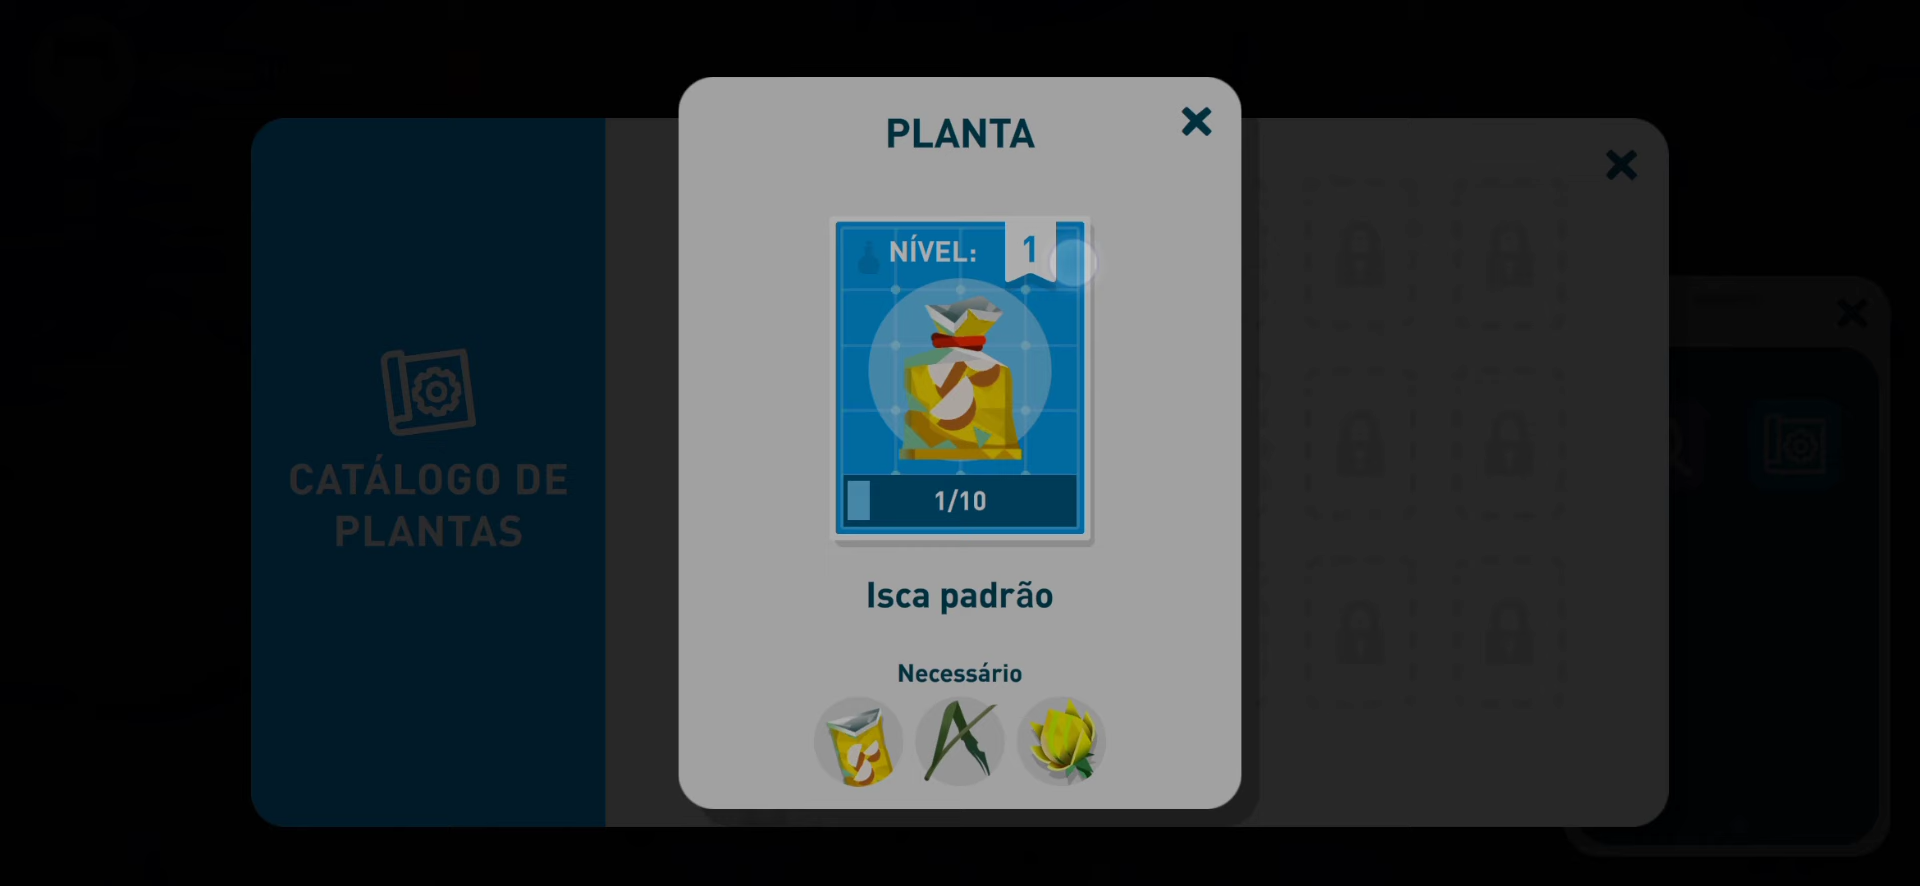 PLANTA
NÍVEL: 1
1/10
Isca padrão
Necessário
CATÁLOGO DE
PLANTAS